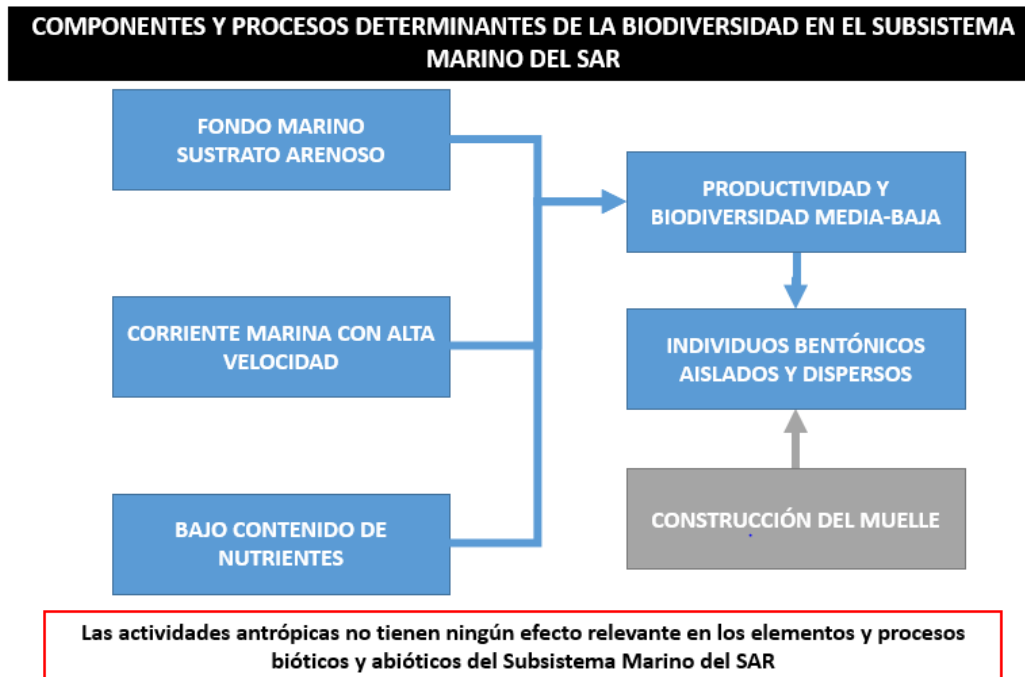 COMPONENTES Y PROCESOS DETERMINANTES DE LA BIODIVERSIDAD EN EL SUBSISTEMA
MARINO DEL SAR
FONDO MARINO
SUSTRATO ARENOSO
PRODUCTIVIDAD Y
BIODIVERSIDAD MEDIA-BAJA
CORRIENTE MARINA CON ALTA
VELOCIDAD
INDIVIDUOS BENTÓNICOS
AISLADOS Y DISPERSOS
BAJO CONTENIDO DE
NUTRIENTES
CONSTRUCCIÓN DEL MUELLE
Las actividades antrópicas no tienen ningún efecto relevante en los elementos y procesos
bióticos y abióticos del Subsistema Marino del SAR